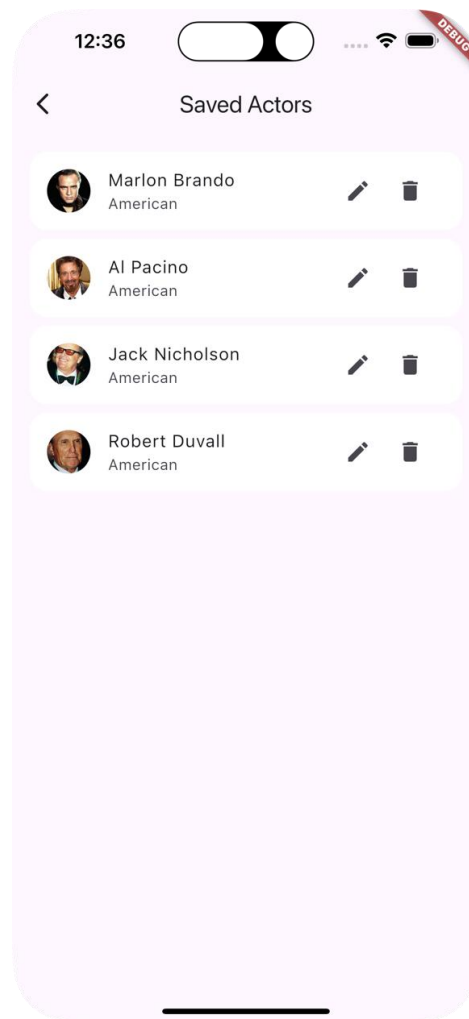 12:36
DEBUG
Saved Actors
Marlon Brando
American
Al Pacino
American
Jack Nicholson
American
Robert Duvall
American